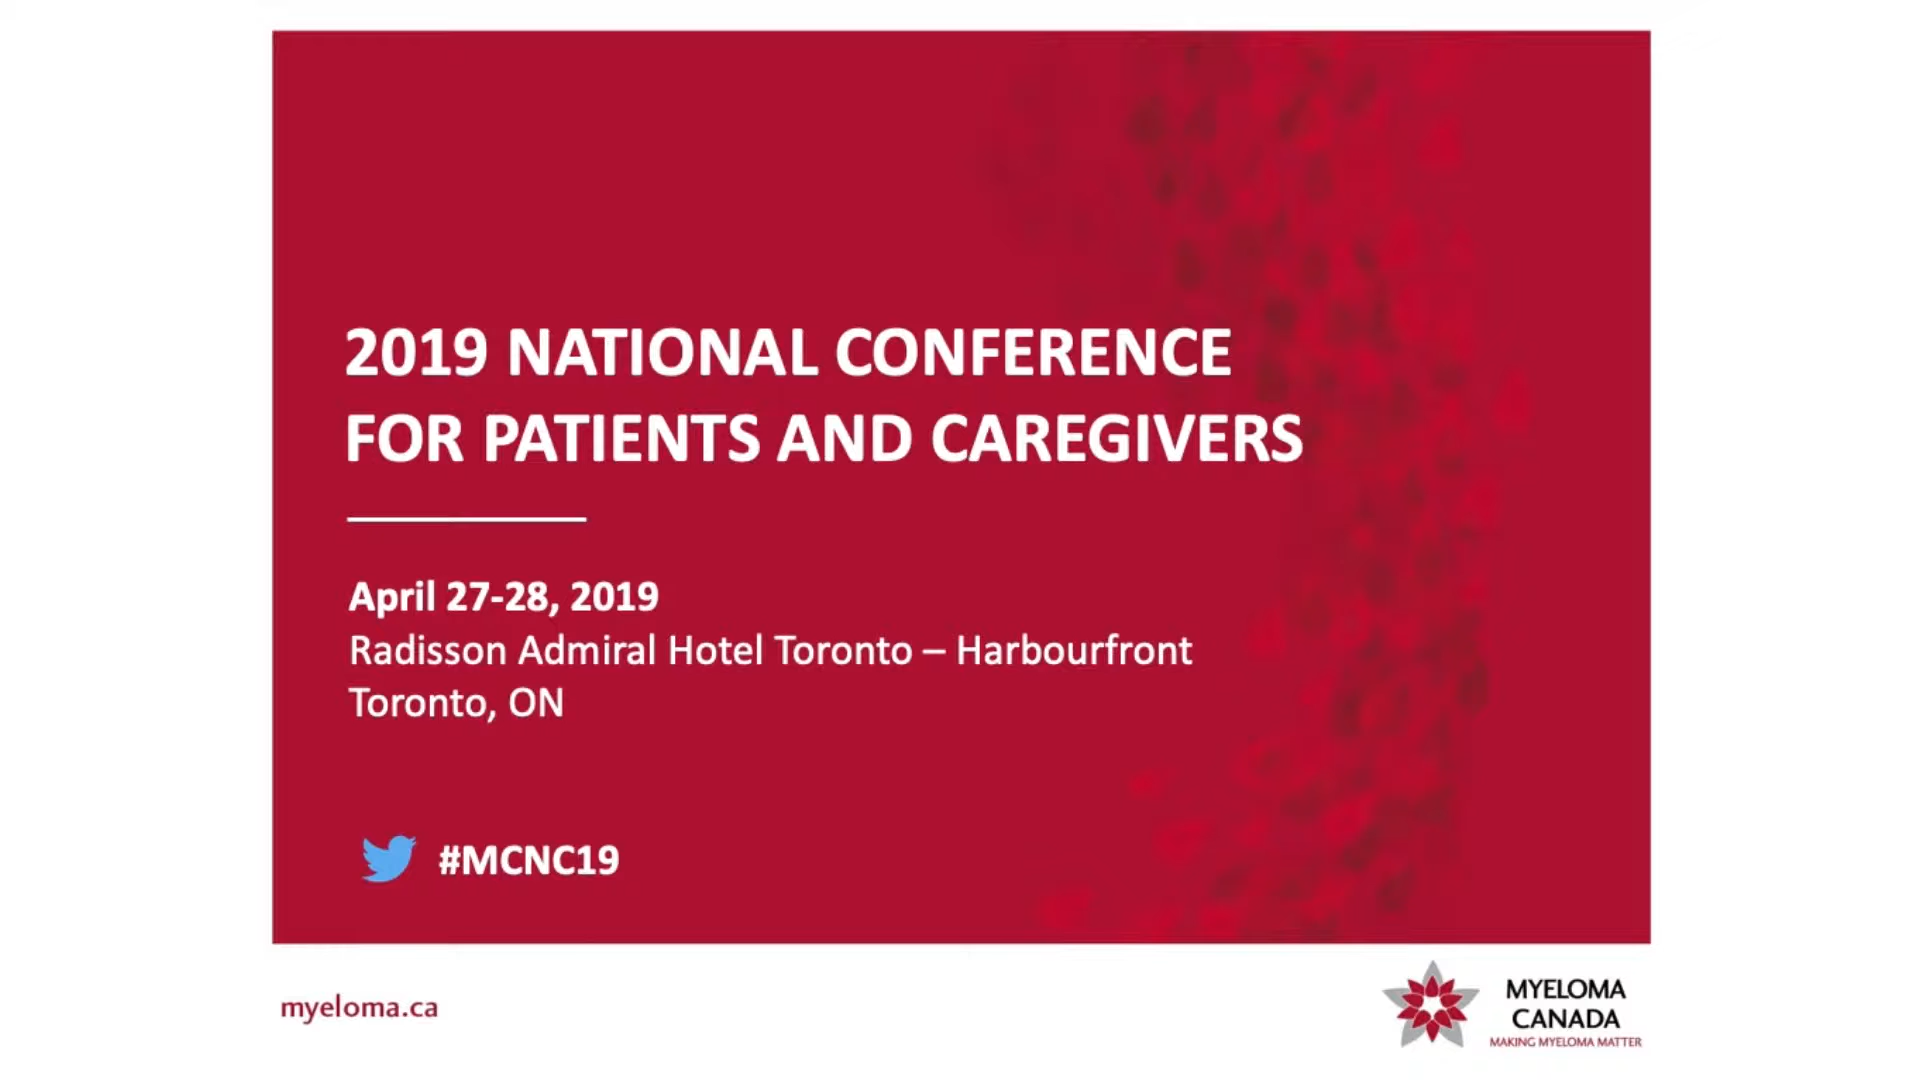 2019 NATIONAL CONFERENCE
FOR PATIENTS AND CAREGIVERS
April 27-28, 2019
Radisson Admiral Hotel Toronto – Harbourfront
Toronto, ON
#MCNC19
myeloma.ca
MYELOMA
CANADA
MAKING MYELOMA MATTER